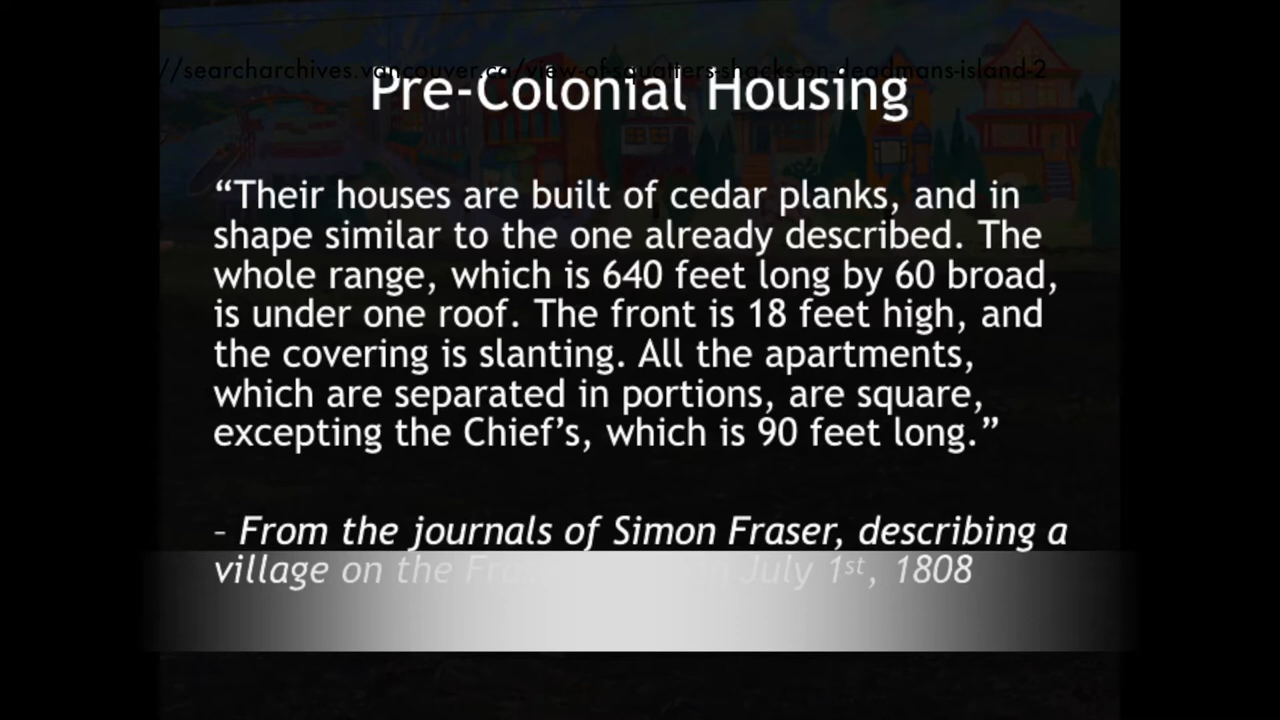 //searcharchives.vancouver.ca/view-of-squatters-shacks-on-deadmans-island-2
Pre-Colonial Housing
“Their houses are built of cedar planks, and in
shape similar to the one already described. The
whole range, which is 640 feet long by 60 broad,
is under one roof. The front is 18 feet high, and
the covering is slanting. All the apartments,
which are separated in portions, are square,
excepting the Chief’s, which is 90 feet long.”
– From the journals of Simon Fraser, describing a
village on the July 1st, 1808